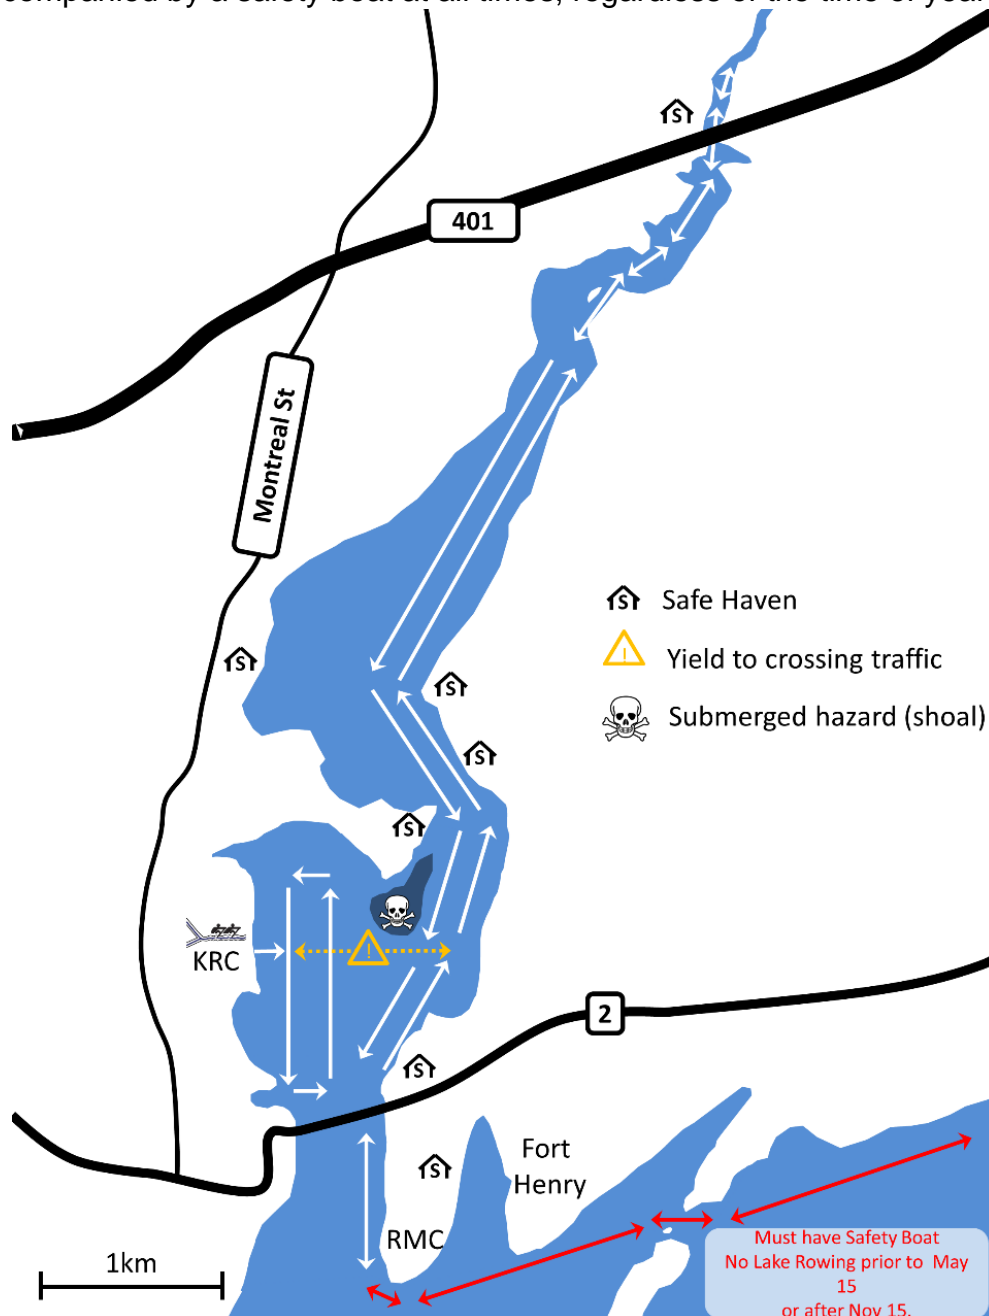 companied by a safety boat at all times, regardless of the time of year
S
401
Montreal St
S
Safe Haven
S
! Yield to crossing traffic
S
Submerged hazard (shoal)
S
S
KRC
!
2
S
S
Fort
Henry
RMC
1km
Must have Safety Boat
No Lake Rowing prior to May
15
or after Nov 15.